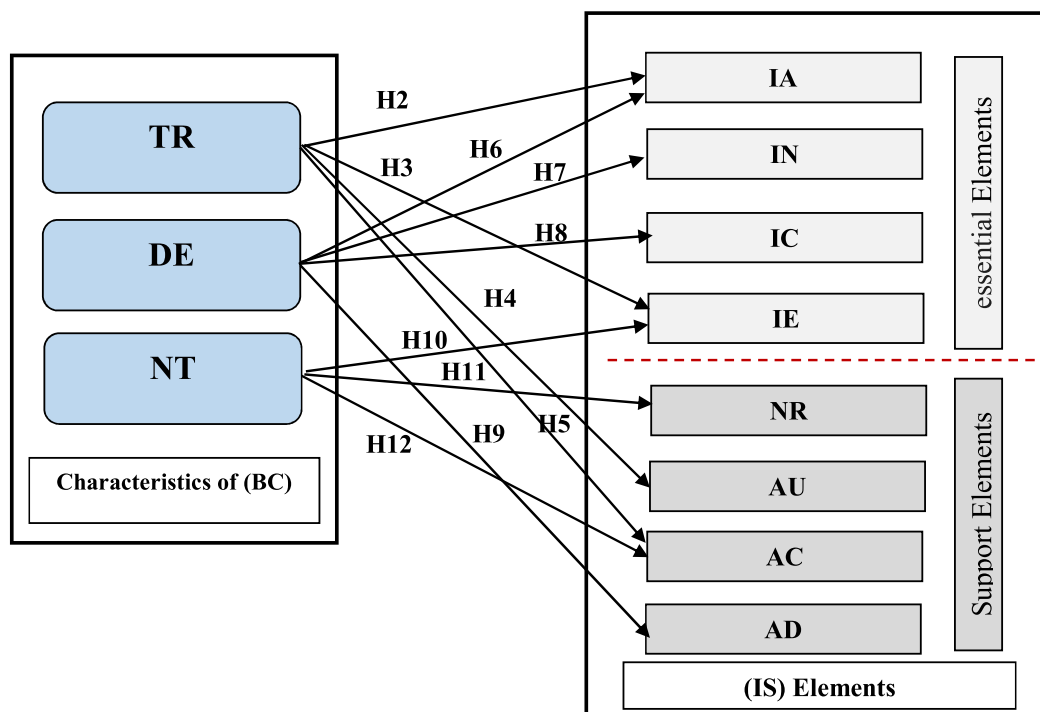 TR
DE
NT
Characteristics of (BC)
H2
H6
H3
H7
H8
H4
H10
H11
H5
H9
H12
IA
IN
IC
IE
essential Elements
NR
AU
AC
AD
Support Elements
(IS) Elements